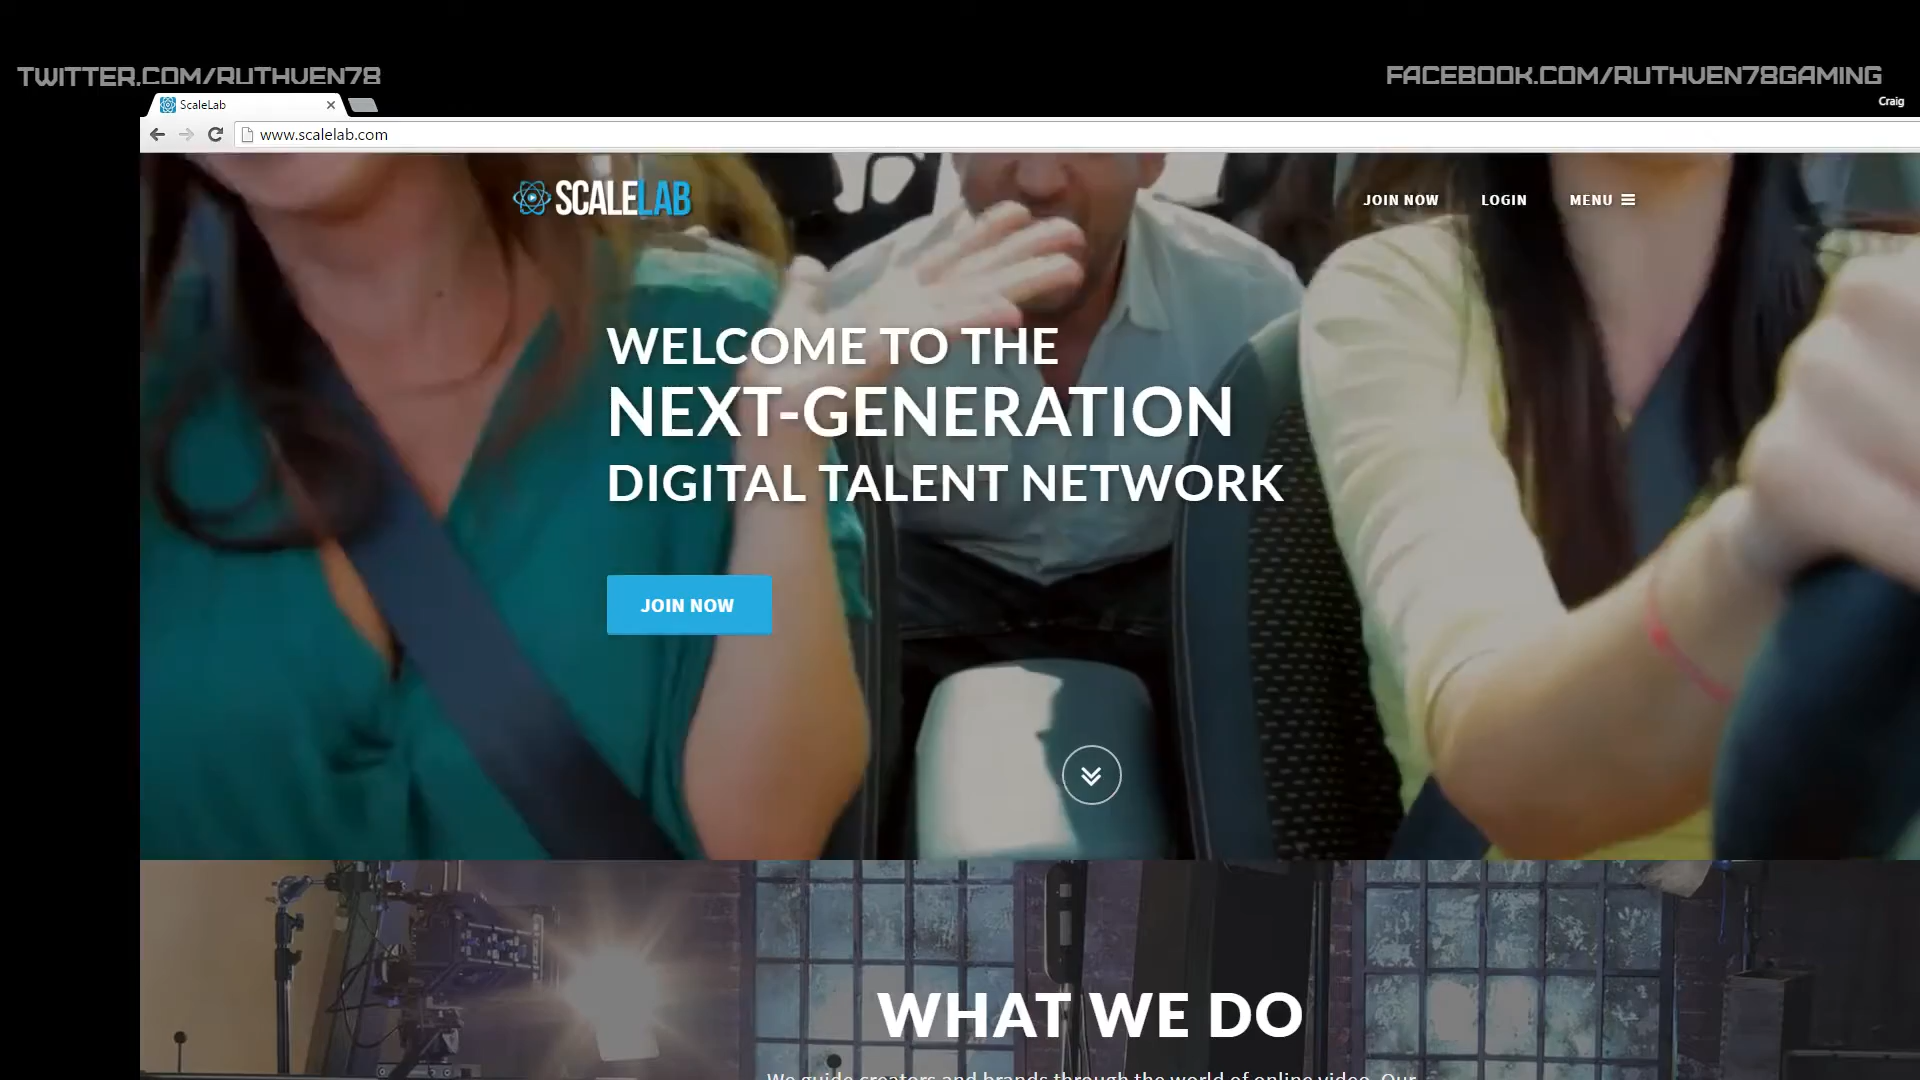 TWITTER.COM/RUTHVEN78
FACEBOOK.COM/RUTHVEN78GAMING
Craig
ScaleLab
www.scalelab.com
SCALELAB
JOIN NOW
LOGIN
MENU
WELCOME TO THE
NEXT-GENERATION
DIGITAL TALENT NETWORK
JOIN NOW
WHAT WE DO
We guide creators and brands through the world of online video. Our